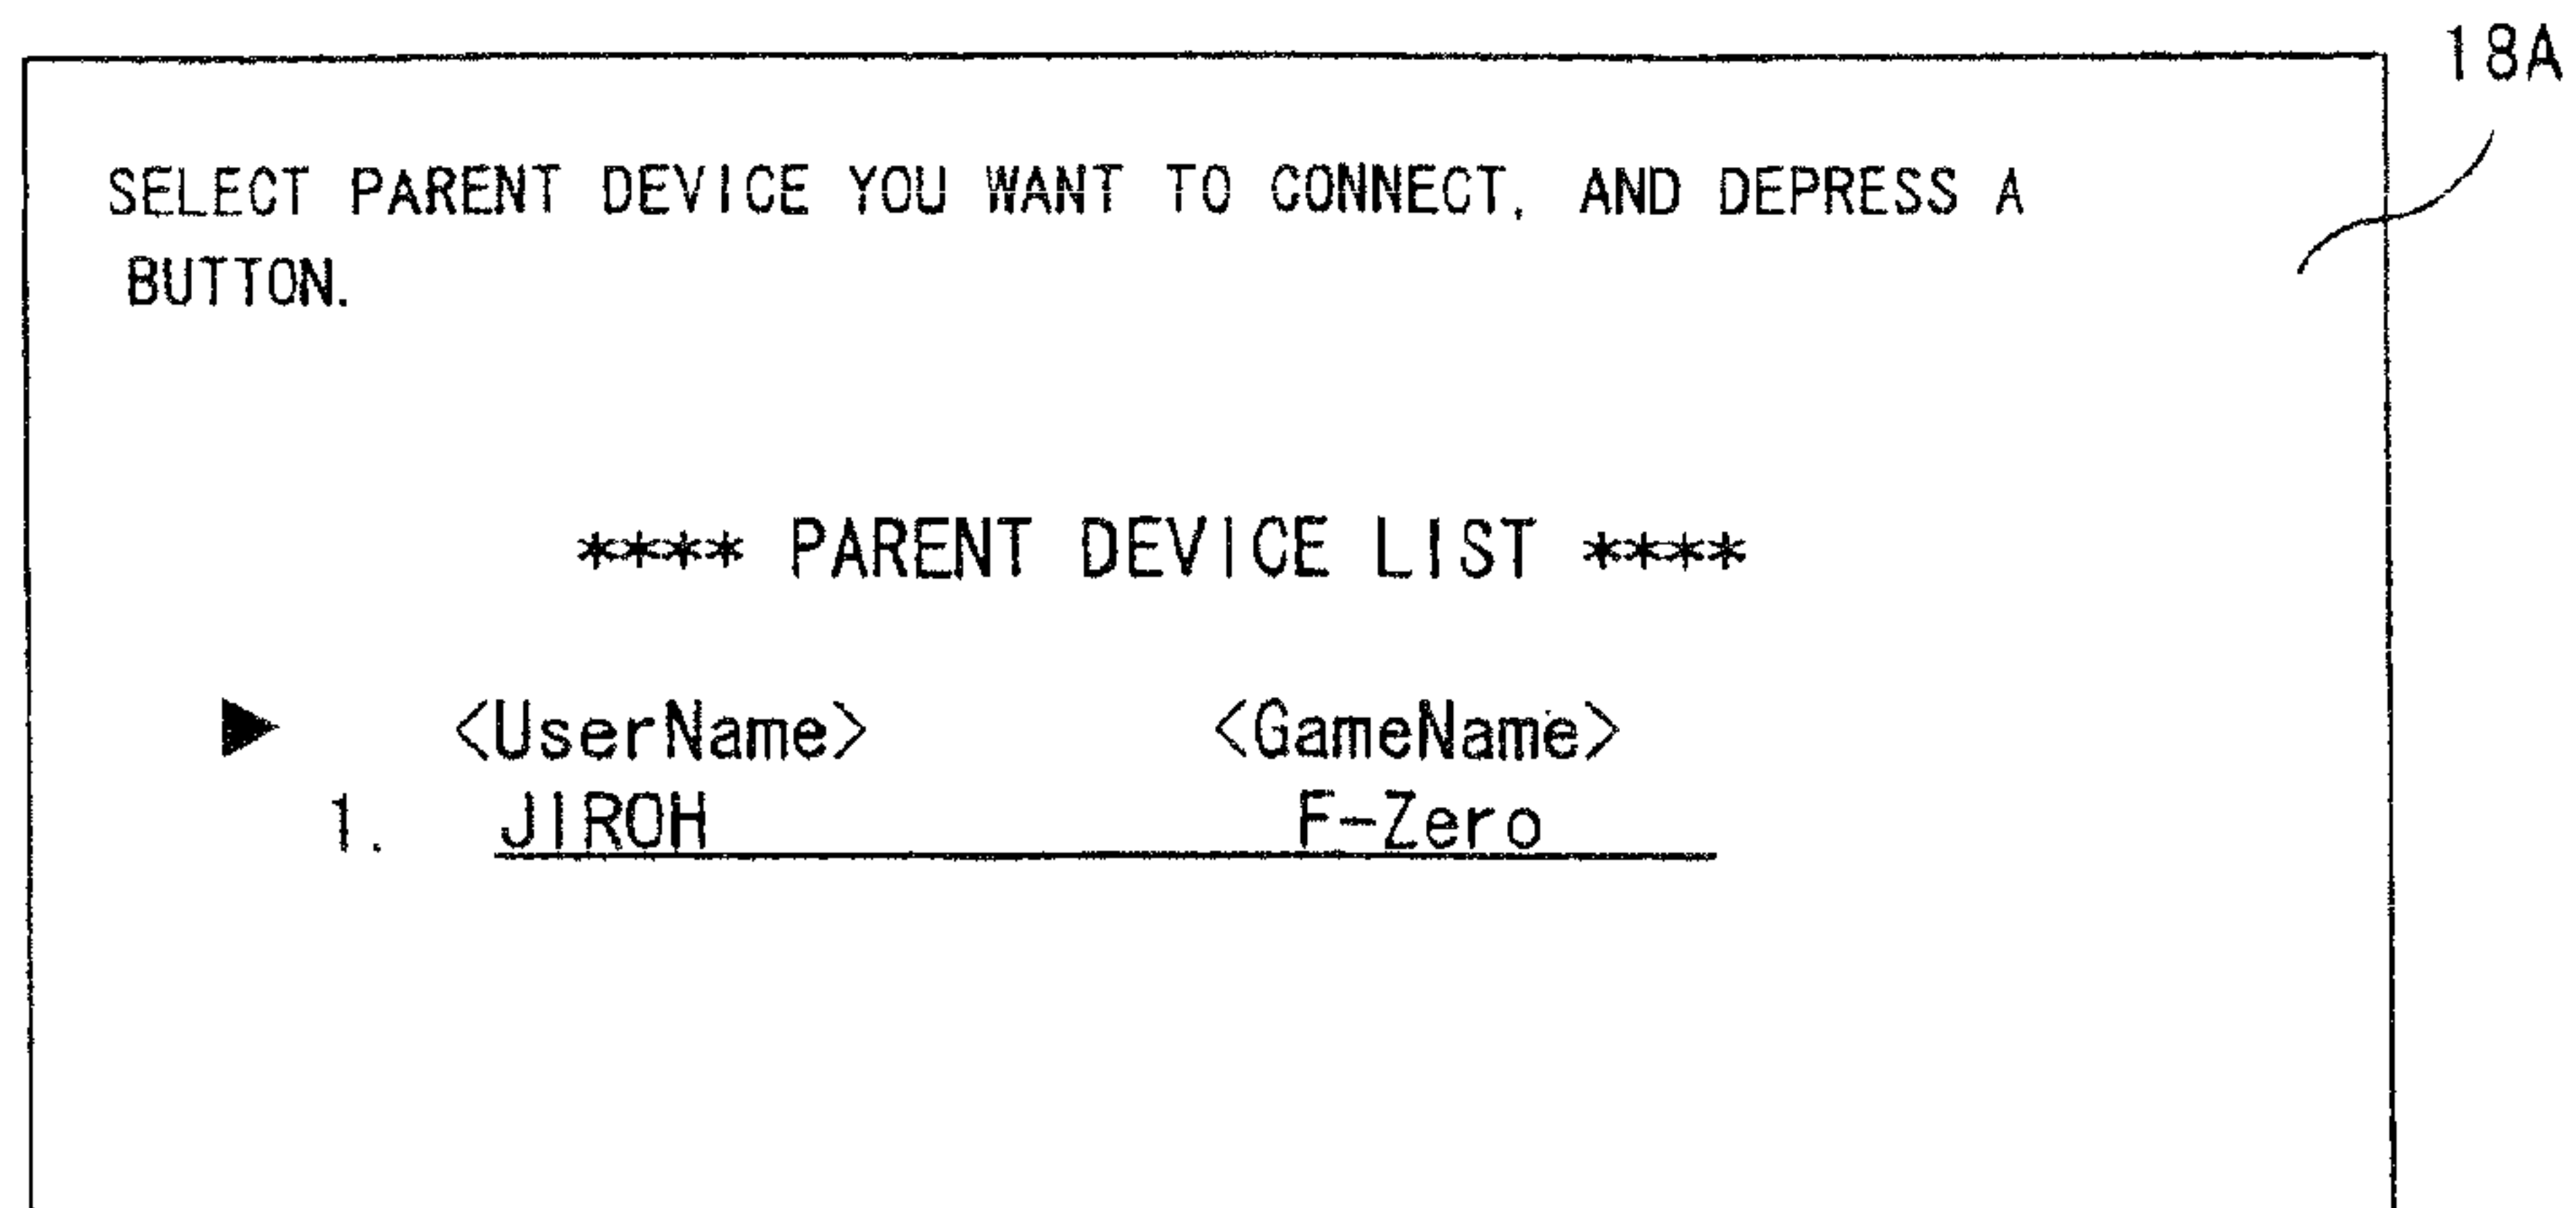 18A
SELECT PARENT DEVICE YOU WANT TO CONNECT, AND DEPRESS A
BUTTON.
**** PARENT DEVICE LIST ****
▶ <UserName> <GameName>
1. JIROH F-Zero